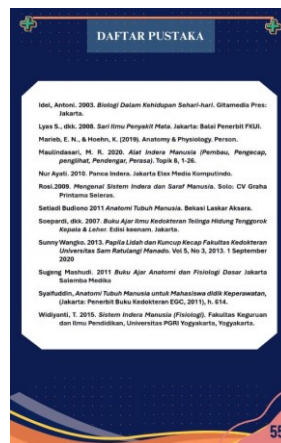 DAFTAR PUSTAKA
Idel, Antoni. 2003. Biologi Dalam Kehidupan Sehari-hari. Gitamedia Pres:
Jakarta.
Lyas S., dkk. 2008. Sari Ilmu Penyakit Mata. Jakarta: Balai Penerbit FKUI.
Marieb, E. N., & Hoehn, K. (2019). Anatomy & Physiology. Person.
Maulindasari, M. R. 2020. Alat Indera Manusia (Pembau, Pengecap,
penglihat, Pendengar, Perasa). Topik 8, 1-26.
Nur Ayati. 2010. Panca Indera. Jakarta Elex Media Komputindo.
Rosi.2009. Mengenal Sistem Indera dan Saraf Manusia. Solo: CV Graha
Printama Seleras.
Setiadi Budiono 2011 Anatomi Tubuh Manusia. Bekasi Laskar Aksara.
Soepardi, dkk. 2007. Buku Ajar Ilmu Kedokteran Telinga Hidung Tenggorok
Kepala & Leher. Edisi keenam. Jakarta.
Sunny Wangko. 2013. Papila Lidah dan Kuncup Kecap Fakultas Kedokteran
Universitas Sam Ratulangi Manado. Vol 5, No 3, 2013. 1 September
2020
Sugeng Mashudi. 2011 Buku Ajar Anatomi dan Fisiologi Dasar Jakarta
Salemba Medika
Syaifuddin, Anatomi Tubuh Manusia untuk Mahasiswa didik Keperawatan,
(Jakarta: Penerbit Buku Kedokteran EGC, 2011), h. 614.
Widiyanti, T. 2015. Sistem Indera Manusia (Fisiologi). Fakultas Keguruan
dan Ilmu Pendidikan, Universitas PGRI Yogyakarta, Yogyakarta.
55